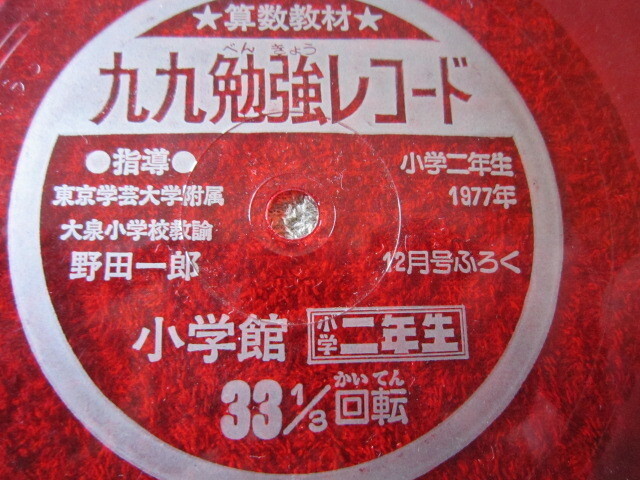 ★算数教材★
べんきょう
九九勉強レコード
●指導●
東京学芸大学附属
大泉小学校教諭
野田一郎
小学二年生
1977年
12月号ふろく
小学館 小学二年生
かいてん
33 1/3回転